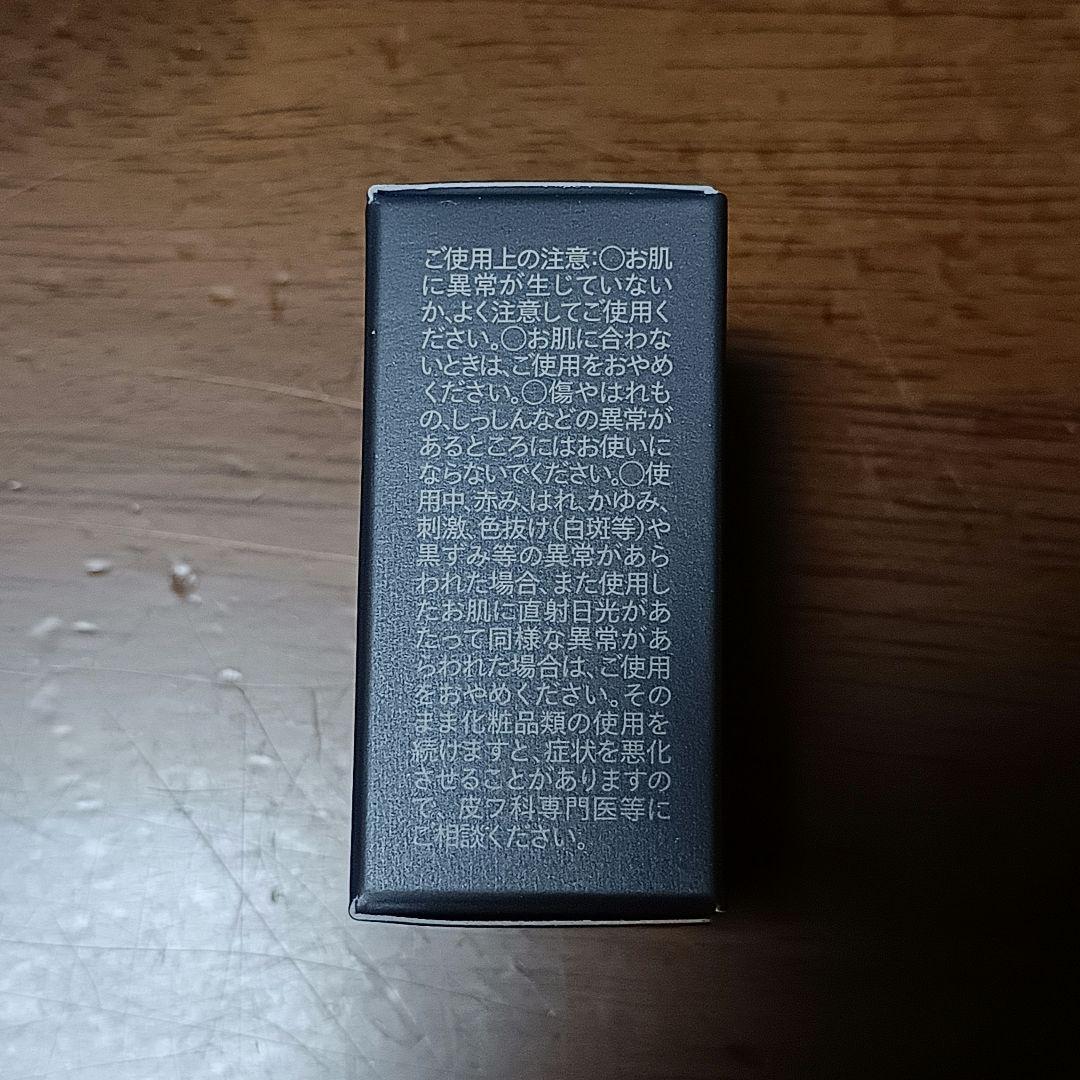 ご使用上の注意:○お肌
に異常が生じていない
か、よく注意してご使用く
ださい。○お肌に合わな
いときは、ご使用をおやめ
ください。○傷やはれも
の、しっしんなどの異常が
あるところにはお使いに
ならないでください。○使
用中、赤み、はれ、かゆみ、
刺激、色抜け(白斑等)や
黒ずみ等の異常があら
われた場合、また使用し
たお肌に直射日光があ
たって同様な異常があ
らわれた場合は、ご使用
をおやめください。その
まま化粧品類の使用を
続けますと、症状を悪化
させることがありますの
で、皮フ科専門医等に
ご相談ください。